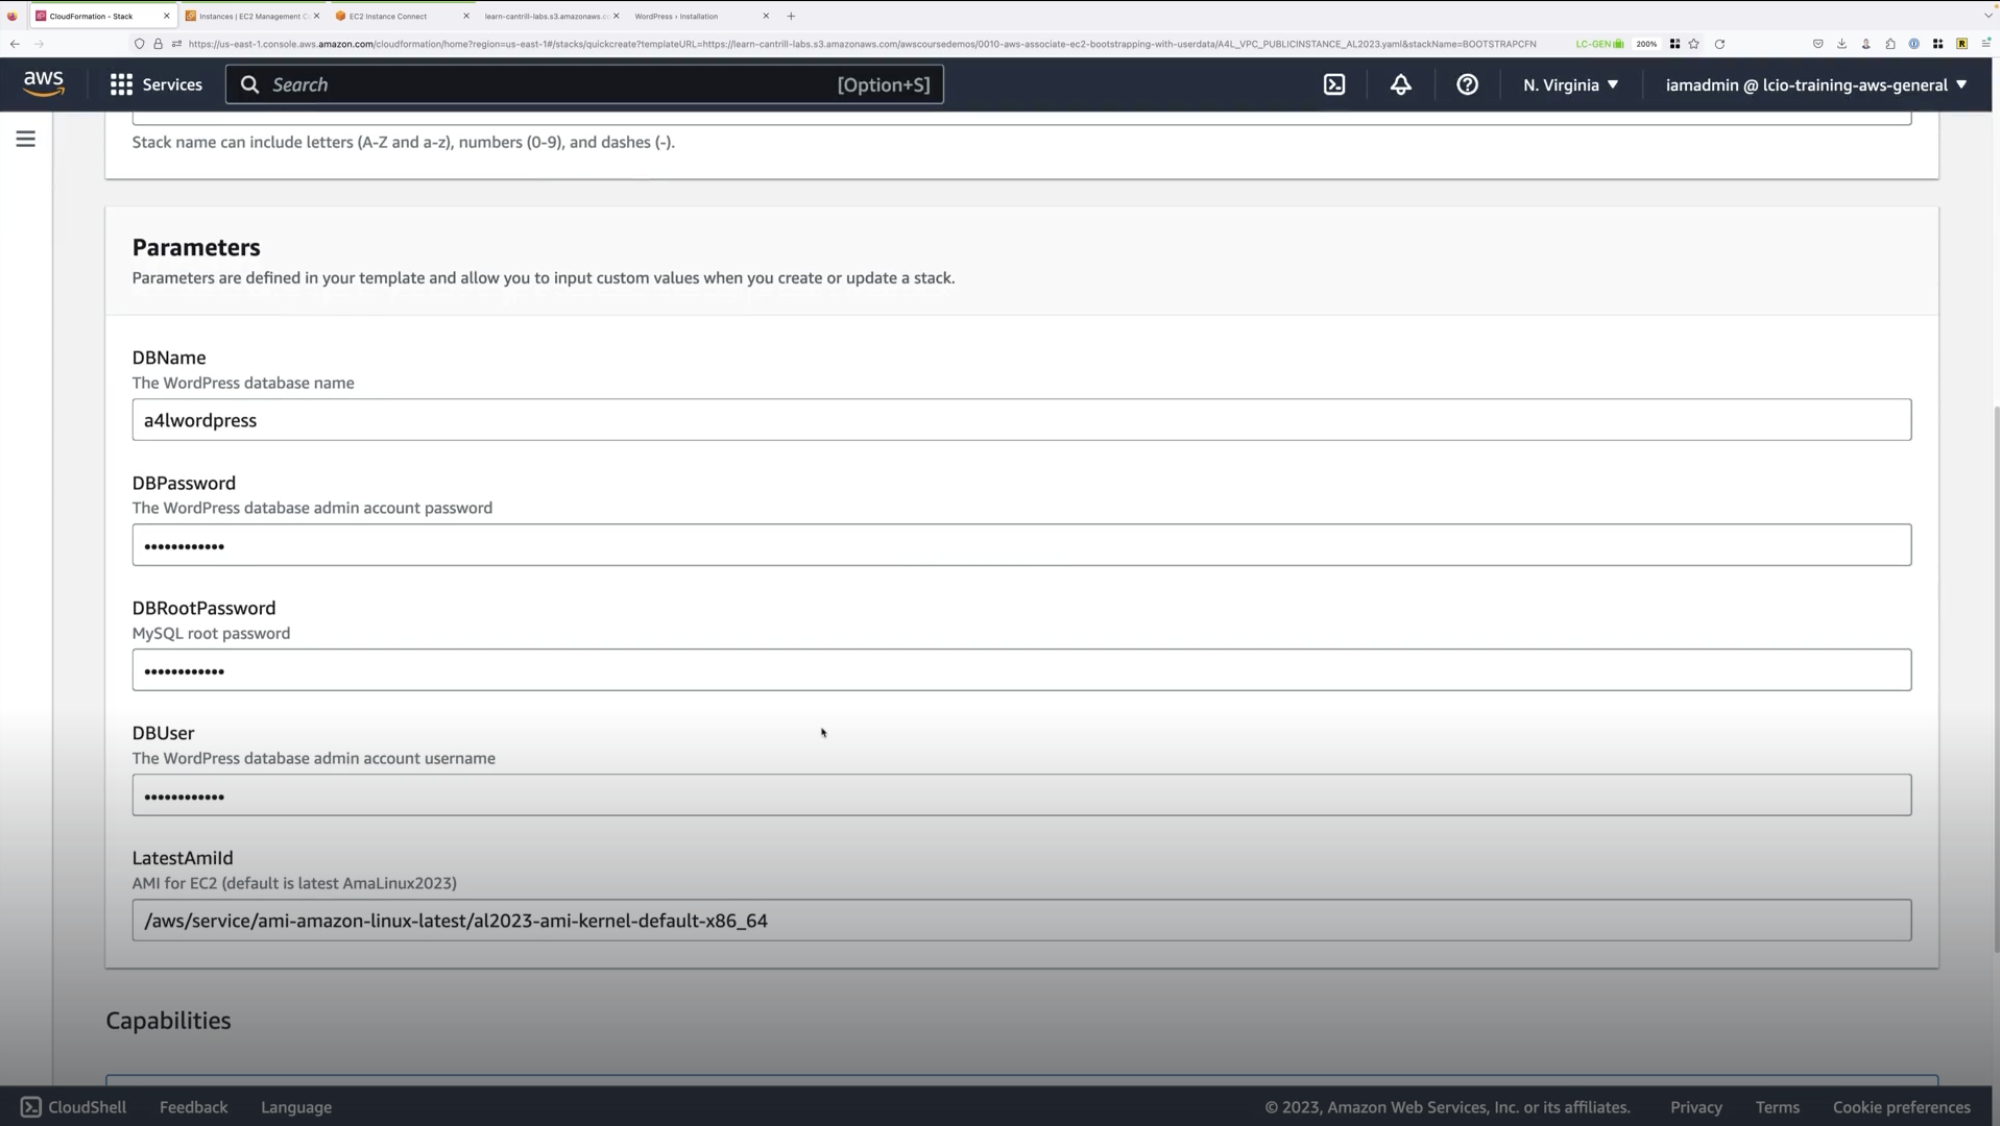 CloudFormation - Stack
Instances | EC2 Management C
EC2 Instance Connect
learn-cantrill-labs.s3.amazonaws.c
WordPress › Installation
https://us-east-1.console.aws.amazon.com/cloudformation/home?region=us-east-1#/stacks/quickcreate?templateURL=https://learn-cantrill-labs.s3.amazonaws.com/awscoursedemos/0010-aws-associate-ec2-bootstrapping-with-userdata/A4L_VPC_PUBLICINSTANCE_AL2023.yaml&stackName=BOOTSTRAPCFN
LC-GEN
200%
aws
Services
Search
[Option+S]
N. Virginia
iamadmin @ lcio-training-aws-general
Stack name can include letters (A-Z and a-z), numbers (0-9), and dashes (-).
Parameters
Parameters are defined in your template and allow you to input custom values when you create or update a stack.
DBName
The WordPress database name
a4lwordpress
DBPassword
The WordPress database admin account password
••••••••••••
DBRootPassword
MySQL root password
••••••••••••
DBUser
The WordPress database admin account username
••••••••••••
LatestAmiId
AMI for EC2 (default is latest AmaLinux2023)
/aws/service/ami-amazon-linux-latest/al2023-ami-kernel-default-x86_64
Capabilities
CloudShell
Feedback
Language
© 2023, Amazon Web Services, Inc. or its affiliates.
Privacy
Terms
Cookie preferences